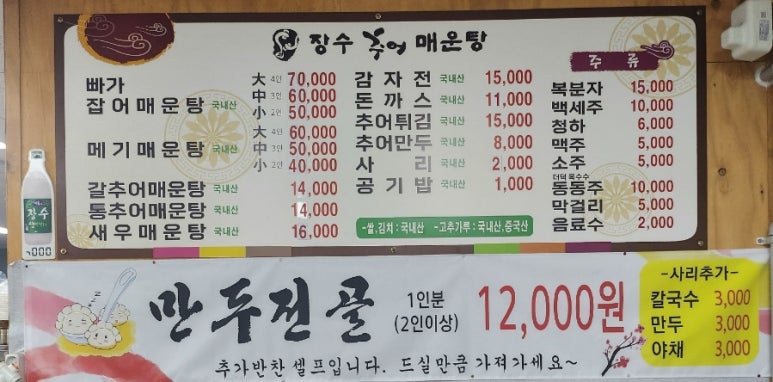 장수 추어 매운탕
빠가
잡어매운탕 국내산
大 4인 70,000
中 3인 60,000
小 2인 50,000
메기매운탕 국내산
大 4인 60,000
中 3인 50,000
小 2인 40,000
갈추어매운탕 국내산 14,000
통추어매운탕 국내산 14,000
새우매운탕 국내산 16,000
감자전 국내산 15,000
돈까스 국내산 11,000
추어튀김 국내산 15,000
추어만두 국내산 8,000
사리 국내산 2,000
공기밥 국내산 1,000
-쌀,김치 : 국내산 -고추가루 : 국내산,중국산
주류
복분자 15,000
백세주 10,000
청하 6,000
맥주 5,000
소주 5,000
더덕 옥수수
동동주 10,000
막걸리 5,000
음료수 2,000
장수
만두전골 1인분 (2인이상) 12,000원
추가반찬 셀프입니다. 드실만큼 가져가세요~
-사리추가-
칼국수 3,000
만두 3,000
야채 3,000